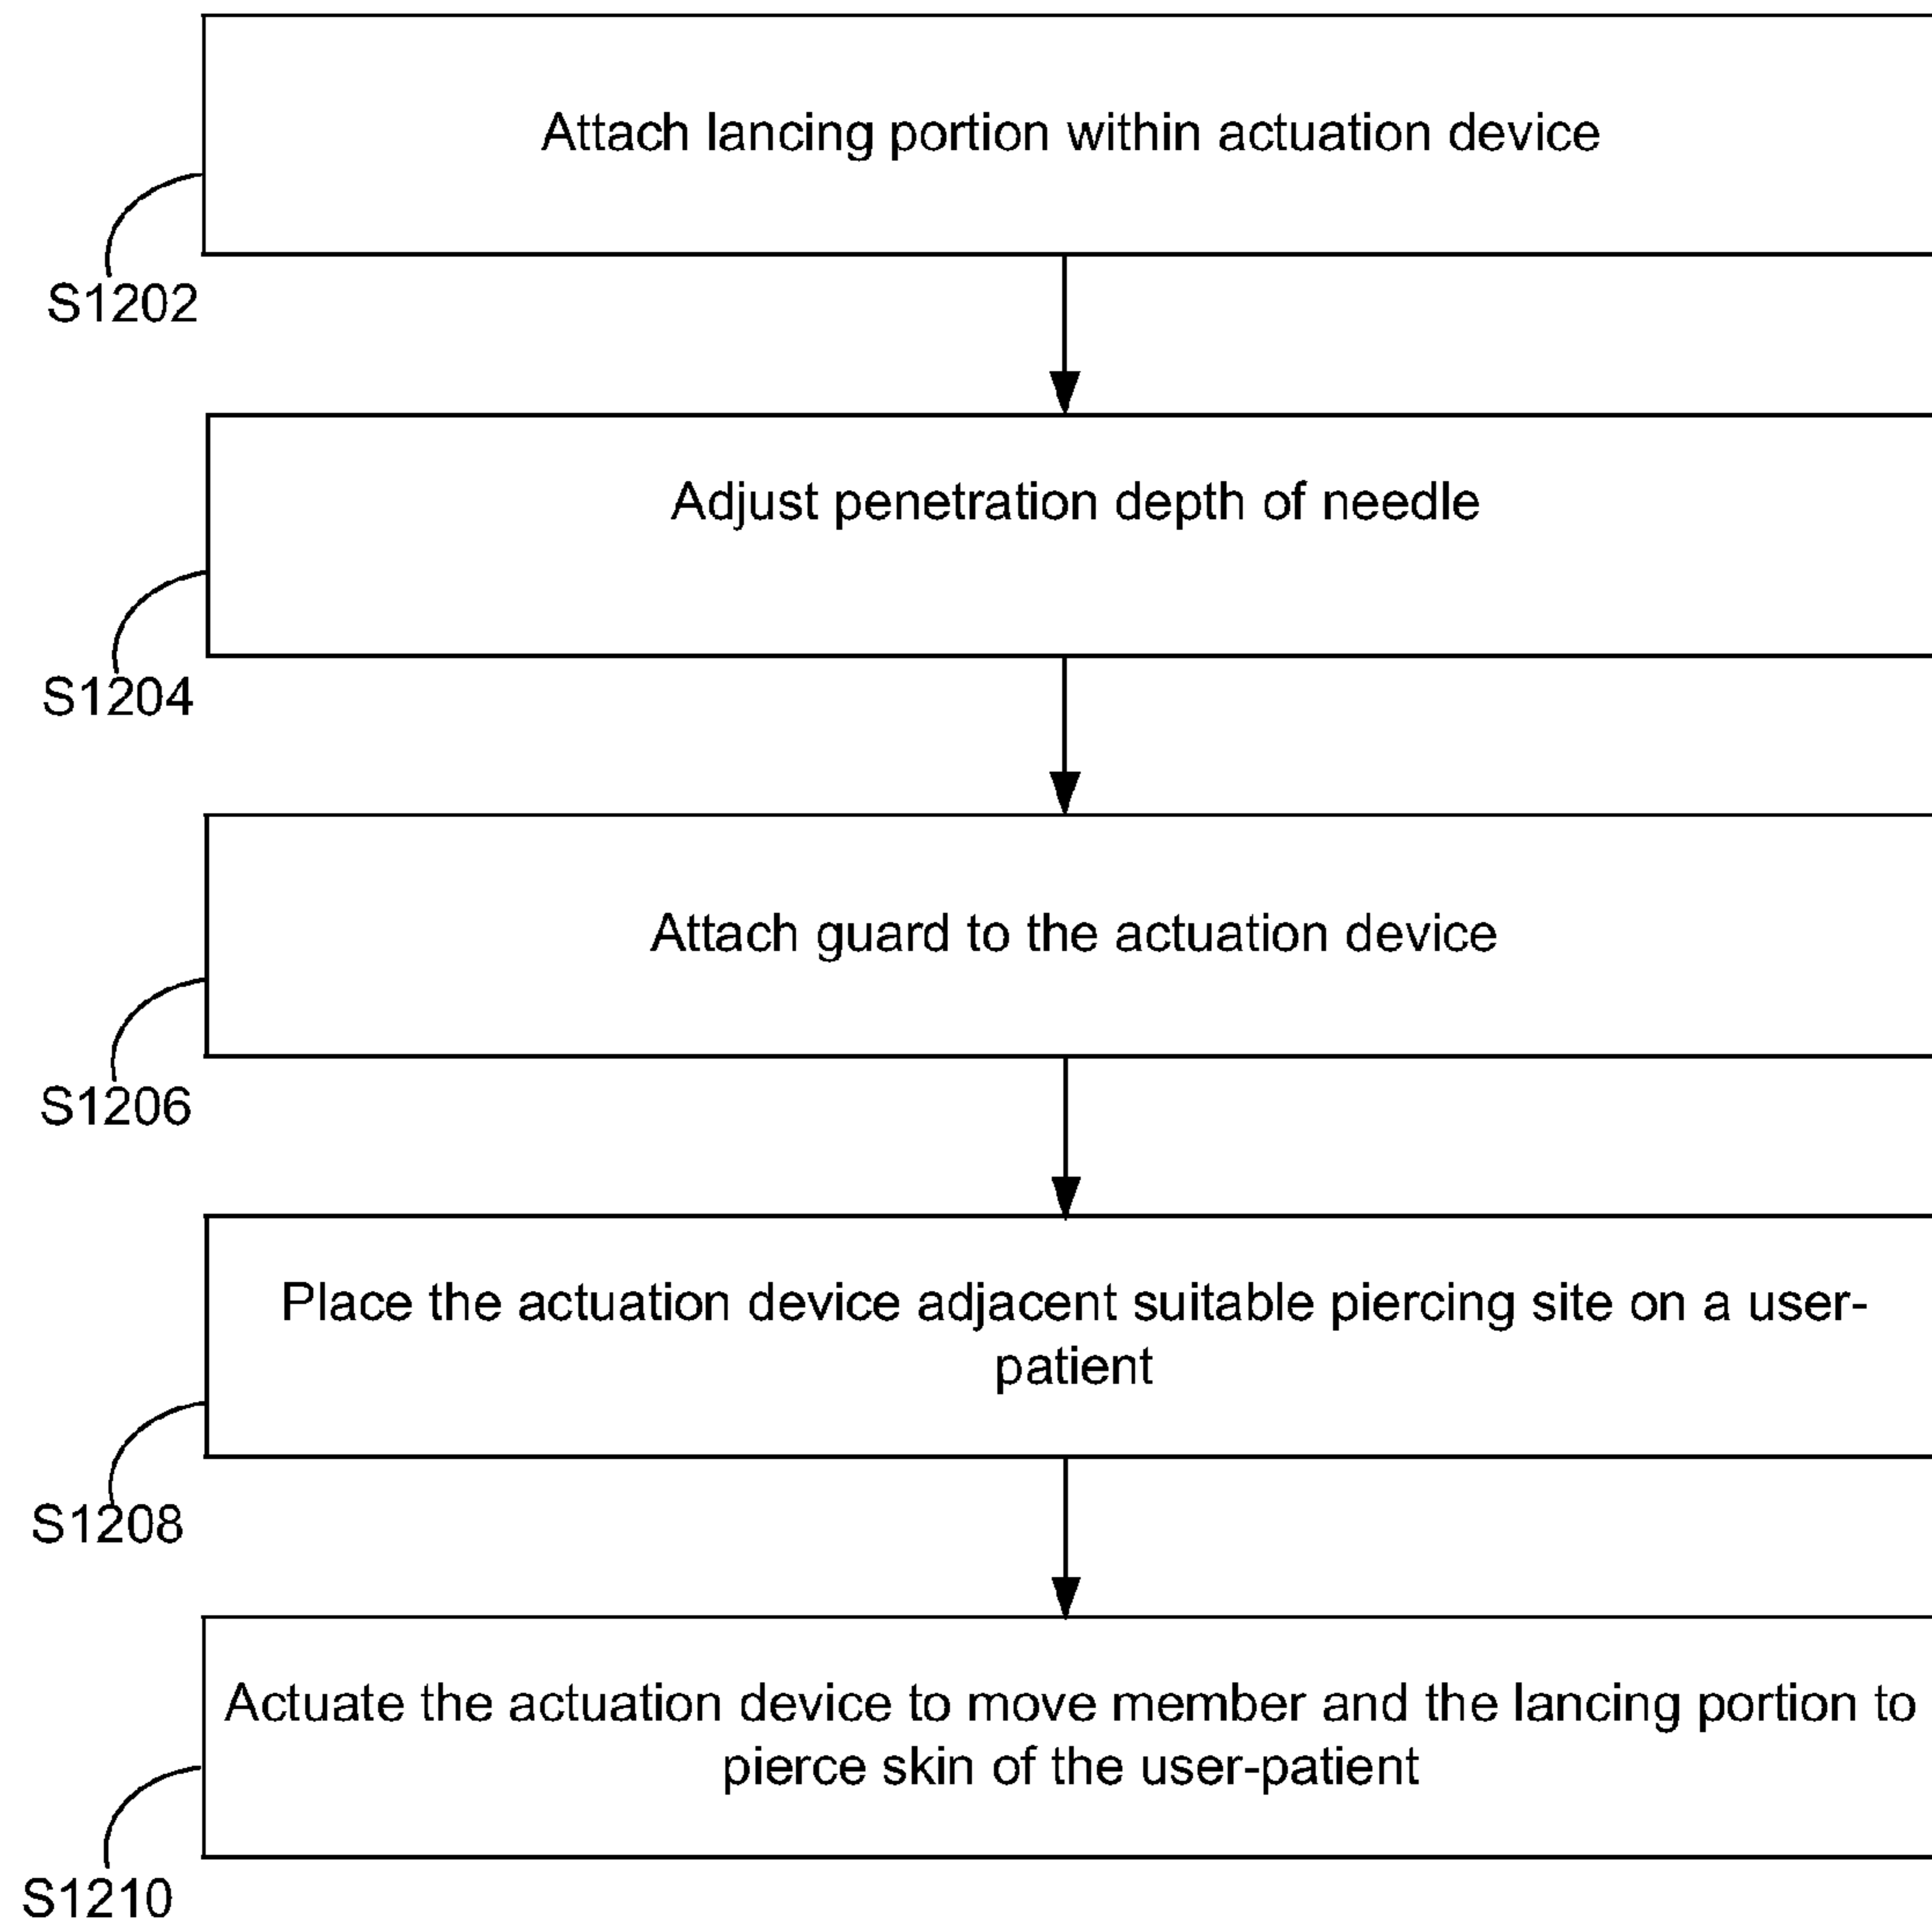 Attach lancing portion within actuation device
S1202
Adjust penetration depth of needle
S1204
Attach guard to the actuation device
S1206
Place the actuation device adjacent suitable piercing site on a user-
patient
S1208
Actuate the actuation device to move member and the lancing portion to
pierce skin of the user-patient
S1210